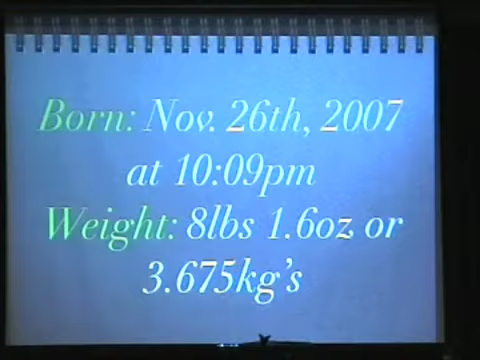 Born: Nov. 26th, 2007
at 10:09pm
Weight: 8lbs 1.6oz or
3.675kg's